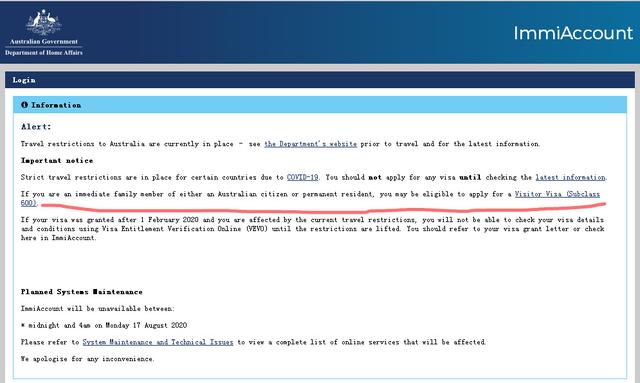 Australian Government
Department of Home Affairs
ImmiAccount
Login
Information
Alert:
Travel restrictions to Australia are currently in place - see the Department's website prior to travel and for the latest information.
Important notice
Strict travel restrictions are in place for certain countries due to COVID-19. You should not apply for any visa until checking the latest information.
If you are an immediate family member of either an Australian citizen or permanent resident, you may be eligible to apply for a Visitor Visa (Subclass
600).
If your visa was granted after 1 February 2020 and you are affected by the current travel restrictions, you will not be able to check your visa details
and conditions using Visa Entitlement Verification Online (VEVO) until the restrictions are lifted. You should refer to your visa grant letter or check
here in ImmiAccount.
Planned Systems Maintenance
ImmiAccount will be unavailable between:
* midnight and 4am on Monday 17 August 2020
Please refer to System Maintenance and Technical Issues to view a complete list of online services that will be affected.
We apologise for any inconvenience.